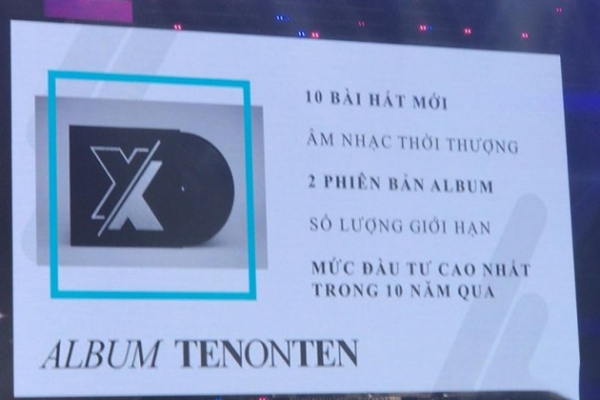 10 BÀI HÁT MỚI
ÂM NHẠC THỜI THƯỢNG
2 PHIÊN BẢN ALBUM
SỐ LƯỢNG GIỚI HẠN
MỨC ĐẦU TƯ CAO NHẤT
TRONG 10 NĂM QUA
ALBUM TENONTEN